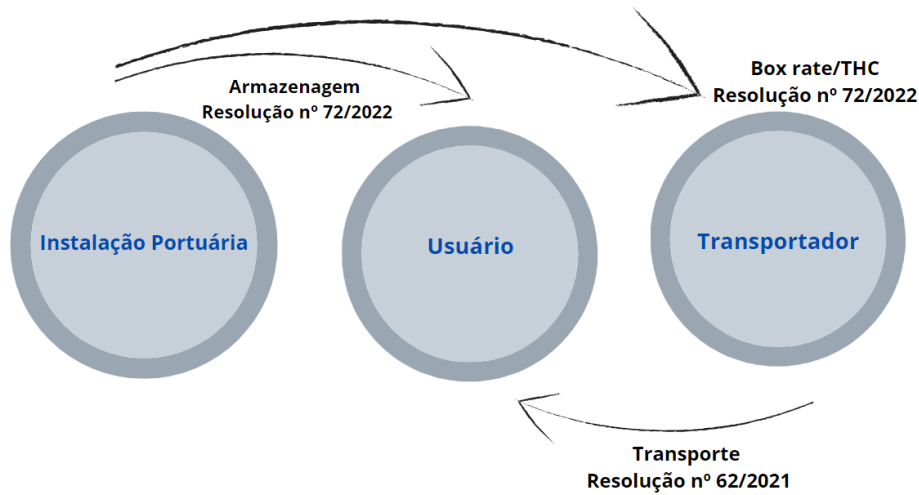 Armazenagem
Resolução nº 72/2022
Box rate/THC
Resolução nº 72/2022
Instalação Portuária
Usuário
Transportador
Transporte
Resolução nº 62/2021